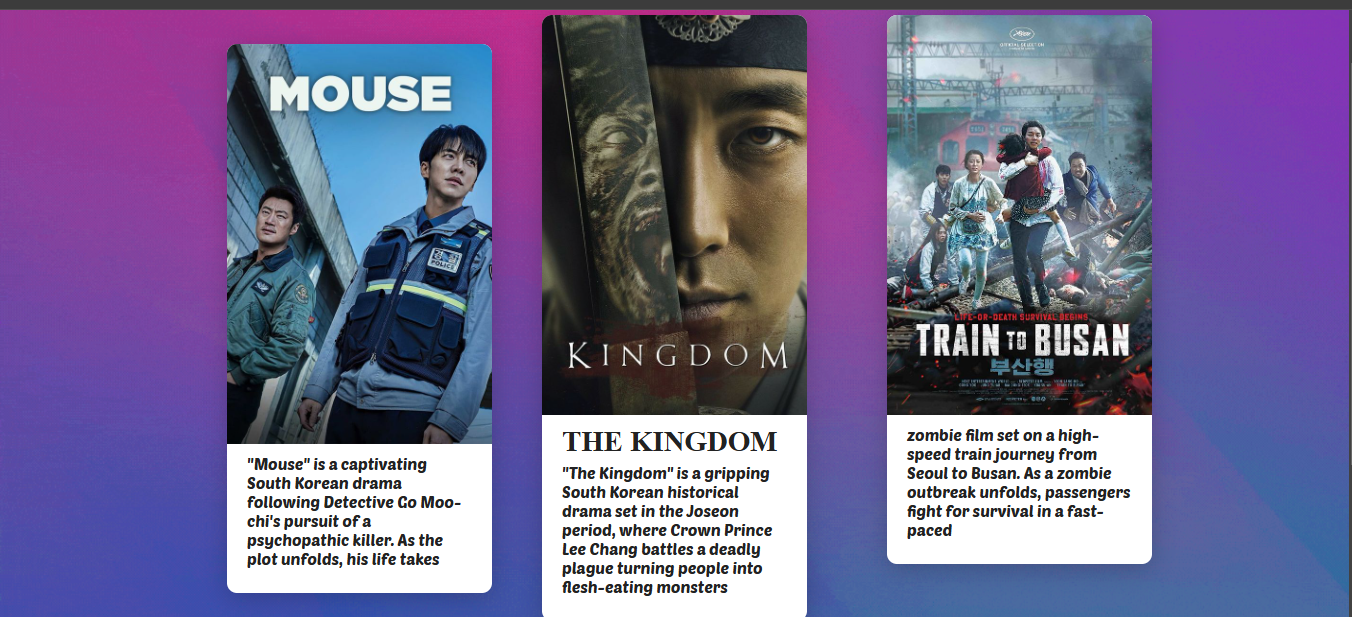 MOUSE
POLICE
"Mouse" is a captivating
South Korean drama
following Detective Go Moo-
chi's pursuit of a
psychopathic killer. As the
plot unfolds, his life takes
KINGDOM
THE KINGDOM
"The Kingdom" is a gripping
South Korean historical
drama set in the Joseon
period, where Crown Prince
Lee Chang battles a deadly
plague turning people into
flesh-eating monsters
OFFICIAL SELECTION
LIFE-OR-DEATH SURVIVAL BEGINS
TRAIN TO BUSAN
부산행
zombie film set on a high-
speed train journey from
Seoul to Busan. As a zombie
outbreak unfolds, passengers
fight for survival in a fast-
paced